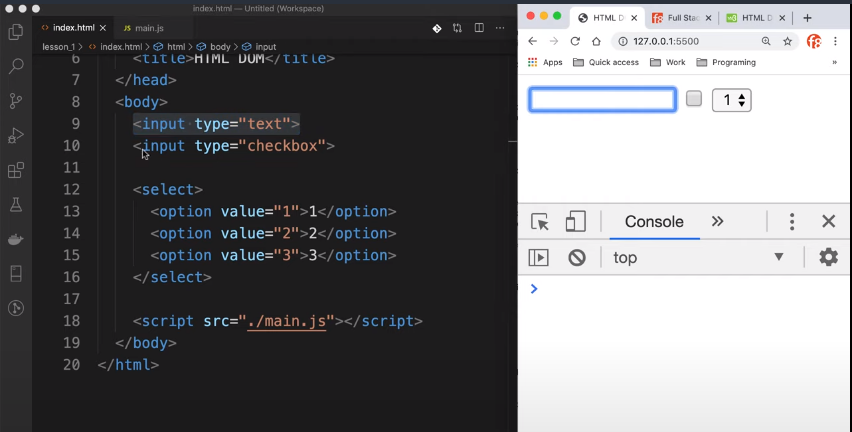 index.html — Untitled (Workspace)
index.html
main.js
lesson_1 > index.html > html > body > input
6 <title>HTML DOM</title>
7 </head>
8 <body>
9 <input type="text">
10 <input type="checkbox">
11
12 <select>
13 <option value="1">1</option>
14 <option value="2">2</option>
15 <option value="3">3</option>
16 </select>
17
18 <script src="./main.js"></script>
19 </body>
20 </html>
HTML D
Full Stac
HTML D
127.0.0.1:5500
Apps Quick access Work Programing »
1
Console »
top